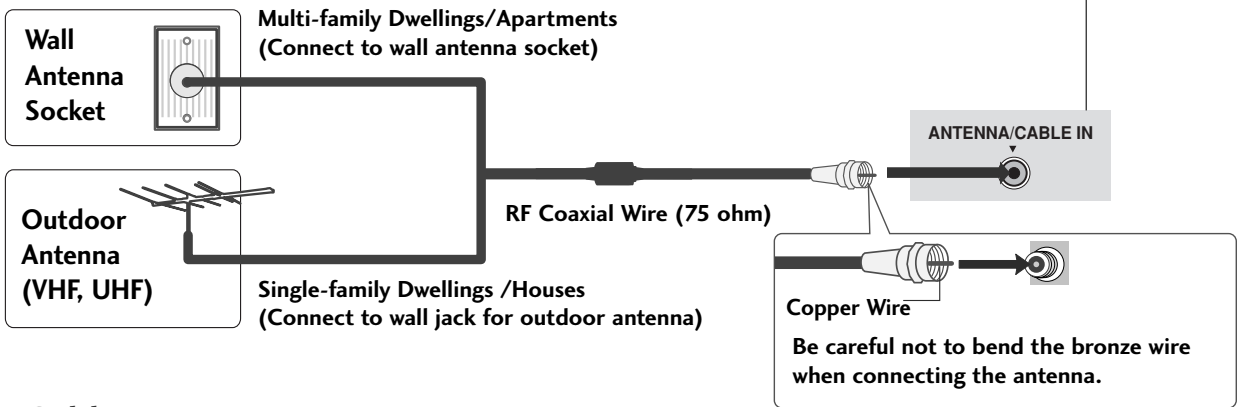 Wall
Antenna
Socket
Multi-family Dwellings/Apartments
(Connect to wall antenna socket)
ANTENNA/CABLE IN
Outdoor
Antenna
(VHF, UHF)
RF Coaxial Wire (75 ohm)
Single-family Dwellings /Houses
(Connect to wall jack for outdoor antenna)
Copper Wire
Be careful not to bend the bronze wire
when connecting the antenna.